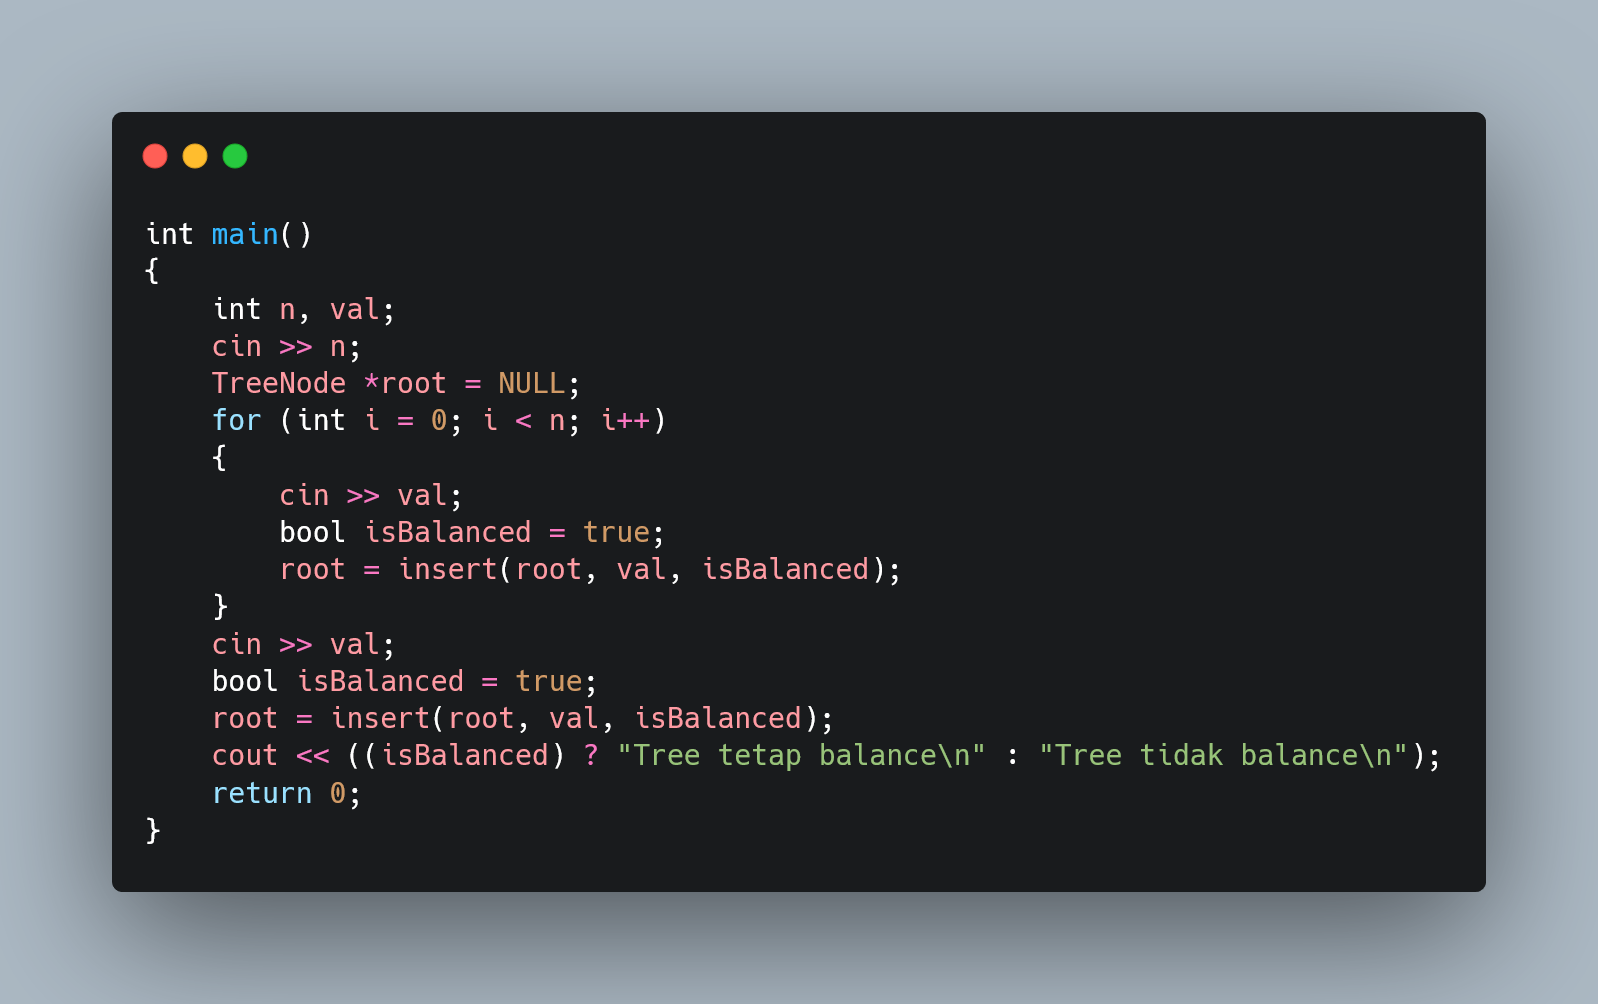 int main()
{
    int n, val;
    cin >> n;
    TreeNode *root = NULL;
    for (int i = 0; i < n; i++)
    {
        cin >> val;
        bool isBalanced = true;
        root = insert(root, val, isBalanced);
    }
    cin >> val;
    bool isBalanced = true;
    root = insert(root, val, isBalanced);
    cout << ((isBalanced) ? "Tree tetap balance\n" : "Tree tidak balance\n");
    return 0;
}